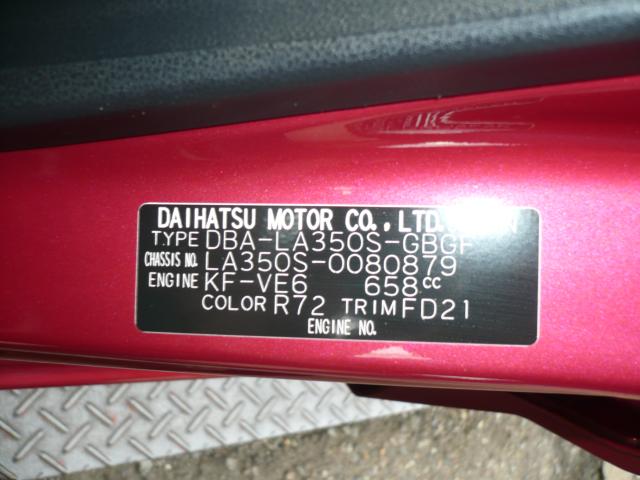 DAIHATSU MOTOR CO., LTD.
TYPE DBA-LA350S-GBGF
CHASSIS NO. LA350S-0080879
ENGINE KF-VE6 658cc
COLOR R72 TRIM FD21
ENGINE NO.